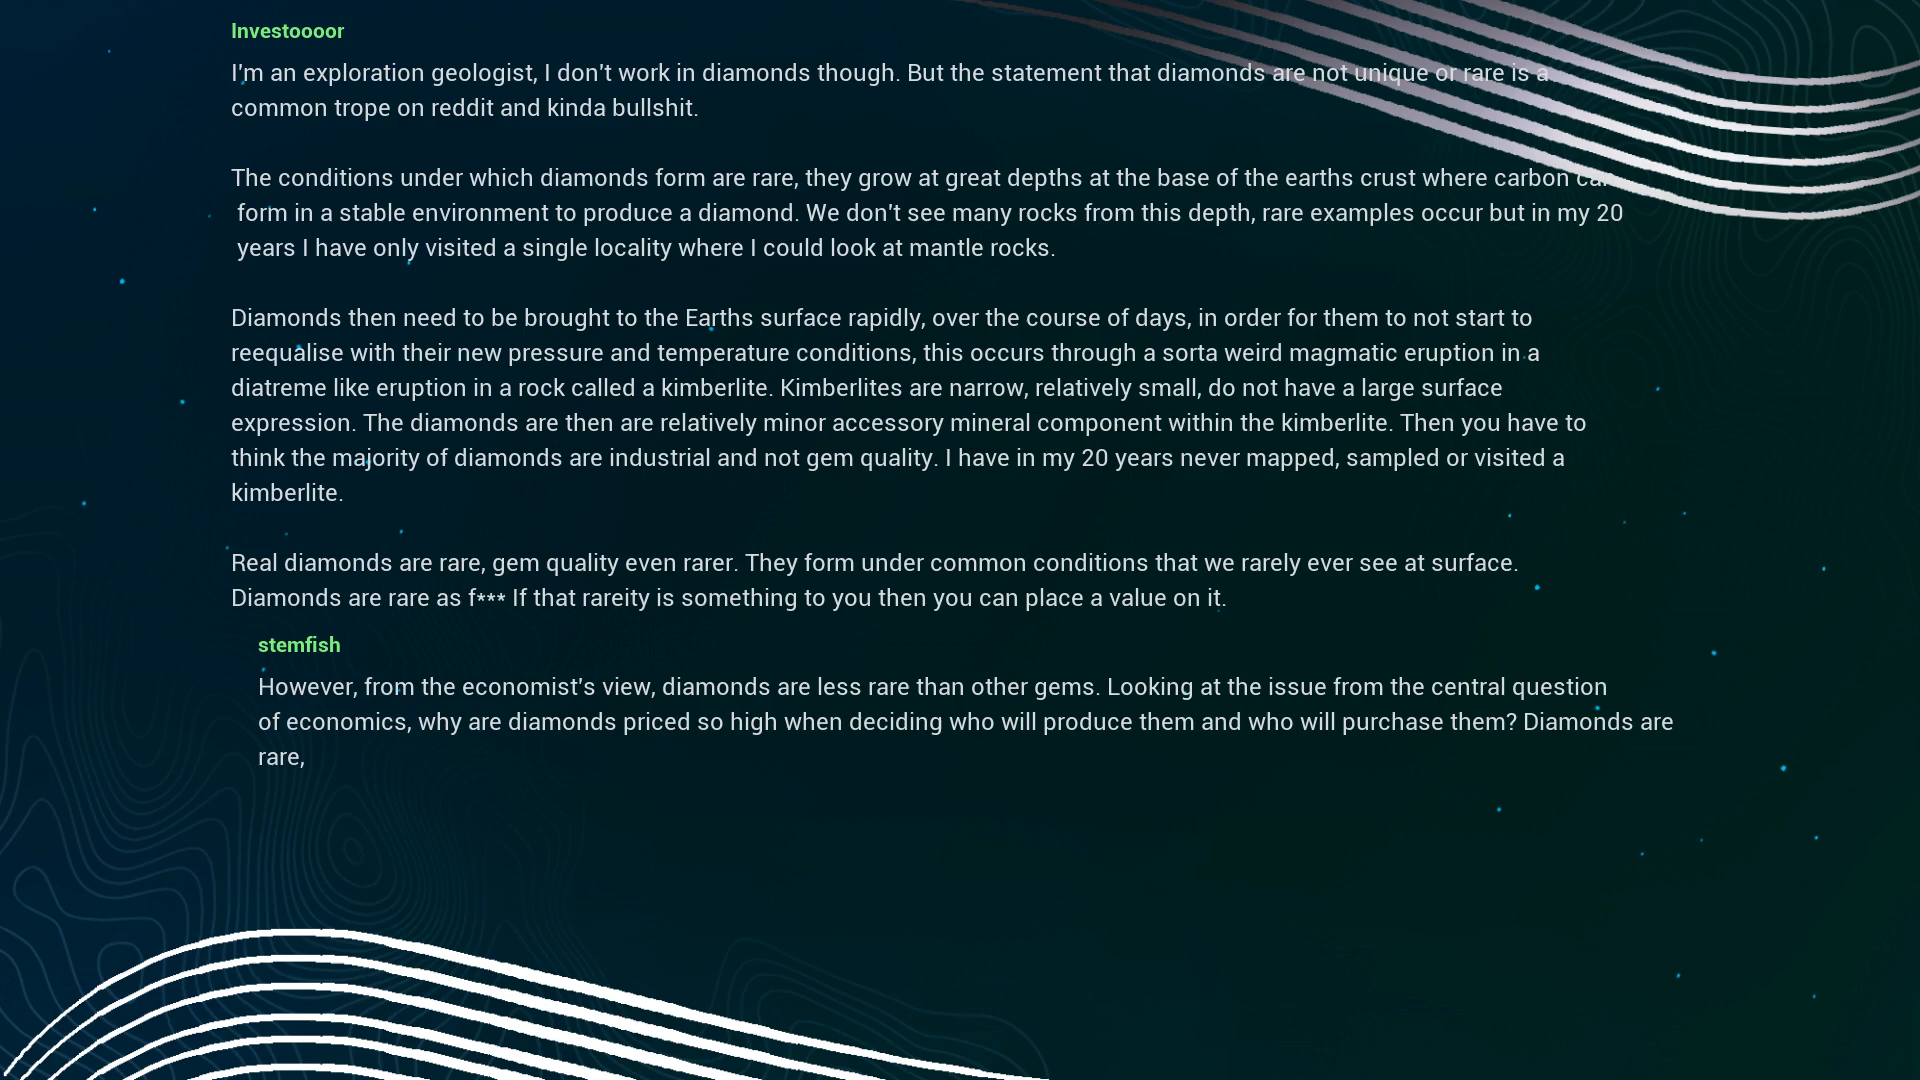 Investoooor
I'm an exploration geologist, I don't work in diamonds though. But the statement that diamonds are not unique or rare is a
common trope on reddit and kinda bullshit.
The conditions under which diamonds form are rare, they grow at great depths at the base of the earths crust where carbon can
form in a stable environment to produce a diamond. We don't see many rocks from this depth, rare examples occur but in my 20
years I have only visited a single locality where I could look at mantle rocks.
Diamonds then need to be brought to the Earths surface rapidly, over the course of days, in order for them to not start to
reequalise with their new pressure and temperature conditions, this occurs through a sorta weird magmatic eruption in a
diatreme like eruption in a rock called a kimberlite. Kimberlites are narrow, relatively small, do not have a large surface
expression. The diamonds are then are relatively minor accessory mineral component within the kimberlite. Then you have to
think the majority of diamonds are industrial and not gem quality. I have in my 20 years never mapped, sampled or visited a
kimberlite.
Real diamonds are rare, gem quality even rarer. They form under common conditions that we rarely ever see at surface.
Diamonds are rare as f*** If that rareity is something to you then you can place a value on it.
stemfish
However, from the economist's view, diamonds are less rare than other gems. Looking at the issue from the central question
of economics, why are diamonds priced so high when deciding who will produce them and who will purchase them? Diamonds are
rare,